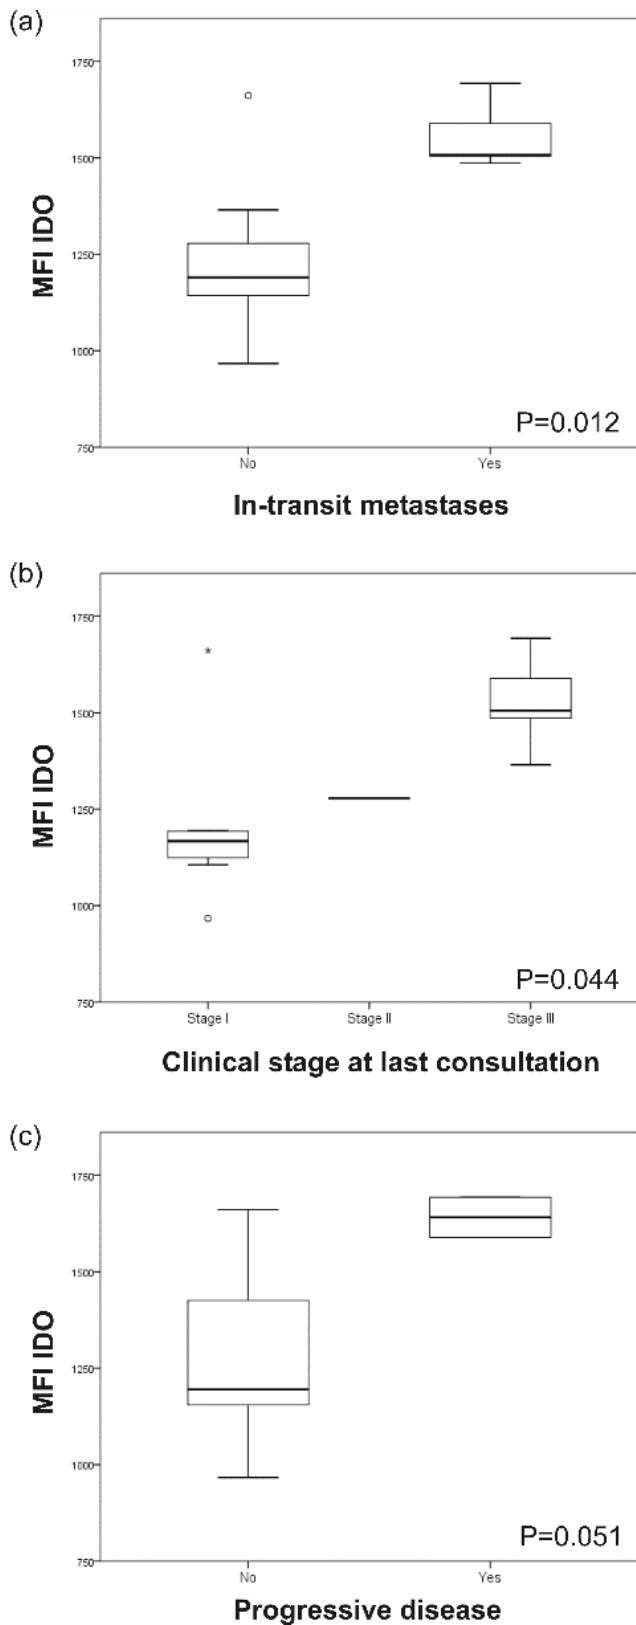 (a)
MFI IDO
1750
1500
1250
1000
750
No Yes
P=0.012
In-transit metastases
(b)
MFI IDO
1750
*
1500
1250
1000
750
Stage I Stage II Stage III
P=0.044
Clinical stage at last consultation
(c)
MFI IDO
1750
1500
1250
1000
750
No Yes
P=0.051
Progressive disease